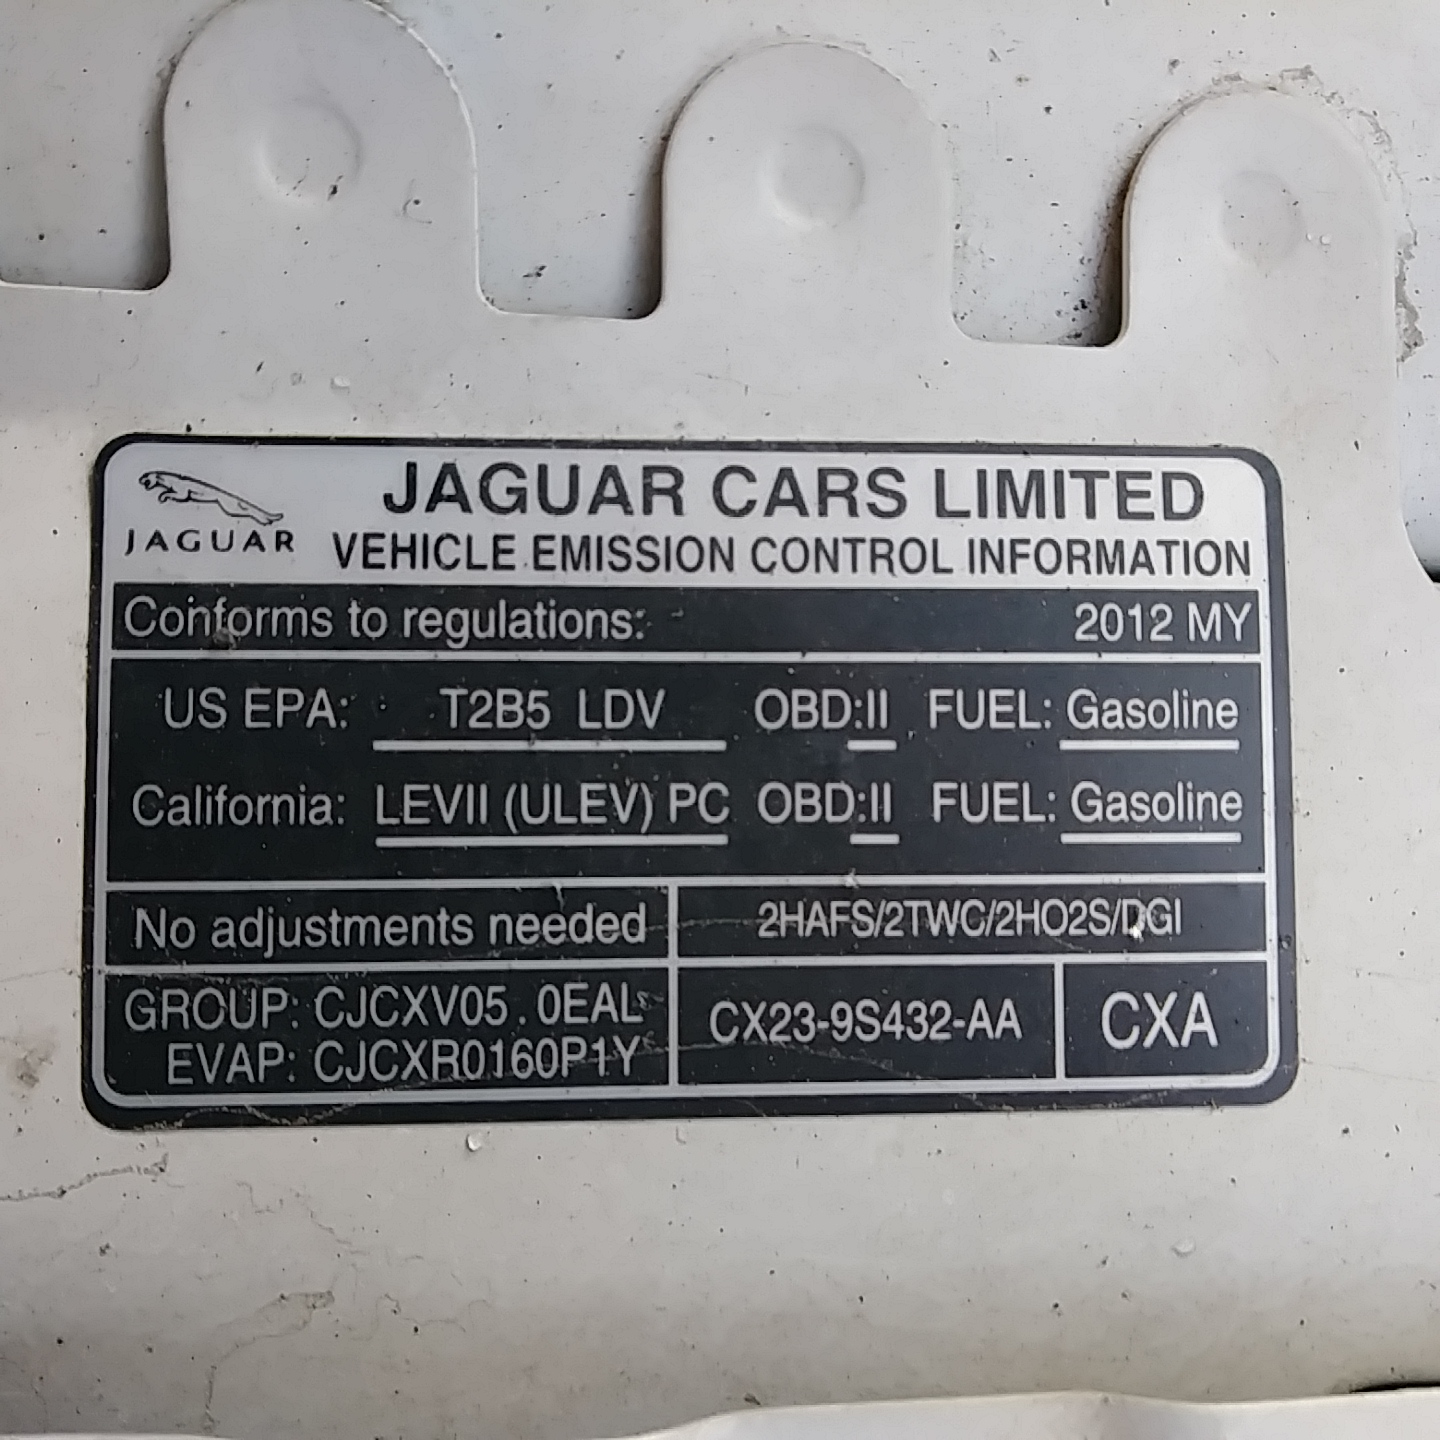 JAGUAR
JAGUAR CARS LIMITED
VEHICLE EMISSION CONTROL INFORMATION
Conforms to regulations: 2012 MY
US EPA: T2B5 LDV OBD:II FUEL: Gasoline
California: LEVII (ULEV) PC OBD:II FUEL: Gasoline
No adjustments needed 2HAFS/2TWC/2HO2S/DGI
GROUP: CJCXV05.0EAL
EVAP: CJCXR0160P1Y
CX23-9S432-AA
CXA